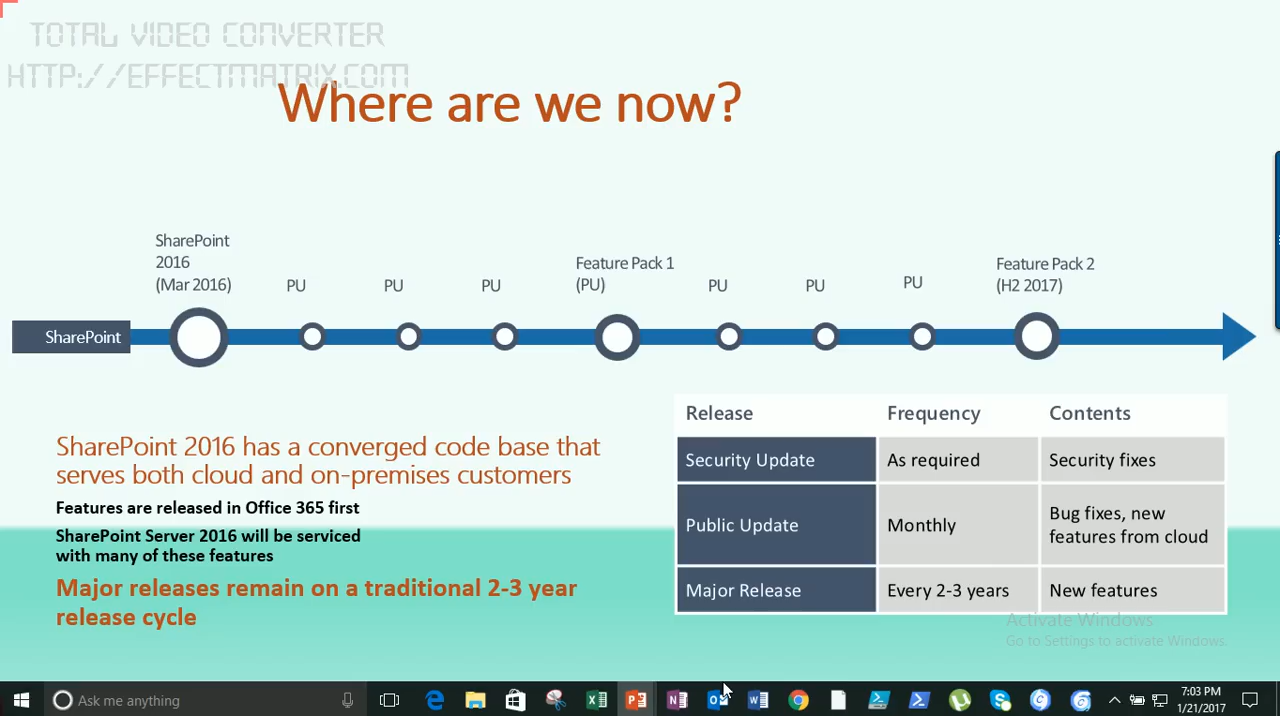 TOTAL VIDEO CONVERTER
HTTP://EFFECTMATRIX.COM
Where are we now?
SharePoint
2016
(Mar 2016)
PU
PU
PU
Feature Pack 1
(PU)
PU
PU
PU
Feature Pack 2
(H2 2017)
SharePoint
SharePoint 2016 has a converged code base that
serves both cloud and on-premises customers
Features are released in Office 365 first
SharePoint Server 2016 will be serviced
with many of these features
Major releases remain on a traditional 2-3 year
release cycle
Release Frequency Contents
Security Update As required Security fixes
Public Update Monthly Bug fixes, new
features from cloud
Major Release Every 2-3 years New features
Activate Windows
Go to Settings to activate Windows.
Ask me anything
7:03 PM
1/21/2017